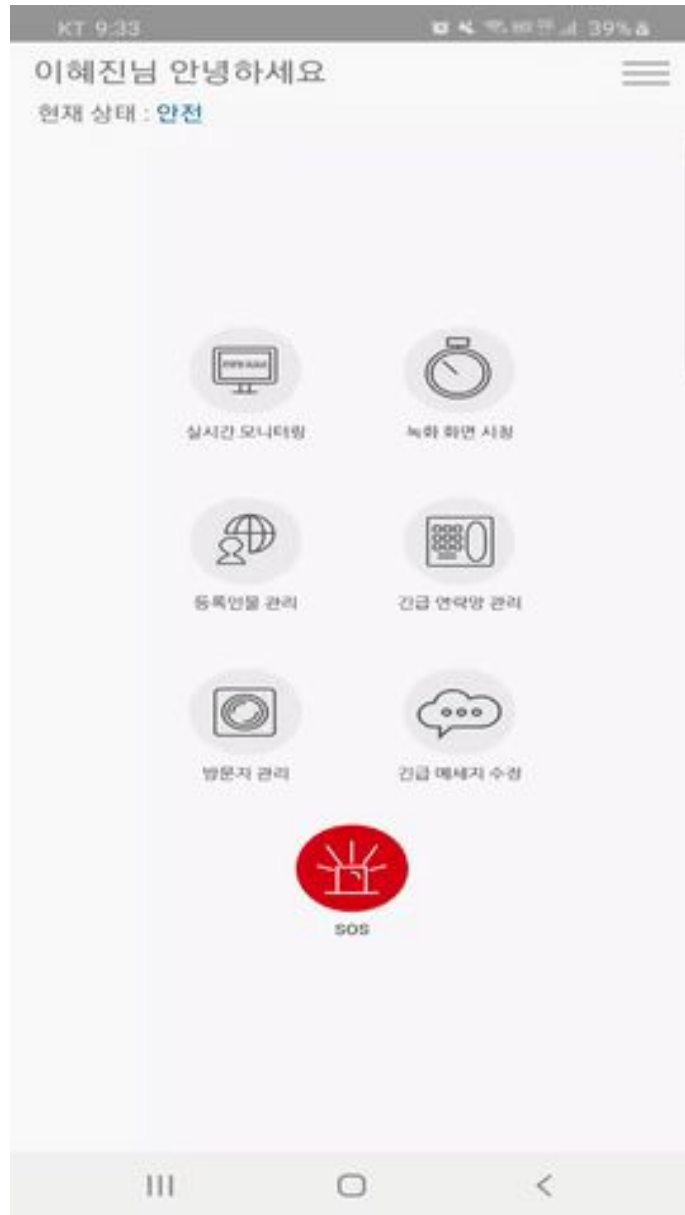 KT 9:33 39%
이혜진님 안녕하세요
현재 상태 : 안전
실시간 모니터링 녹화 화면 시청
등록인물 관리 긴급 연락망 관리
방문자 관리 긴급 메세지 수정
SOS